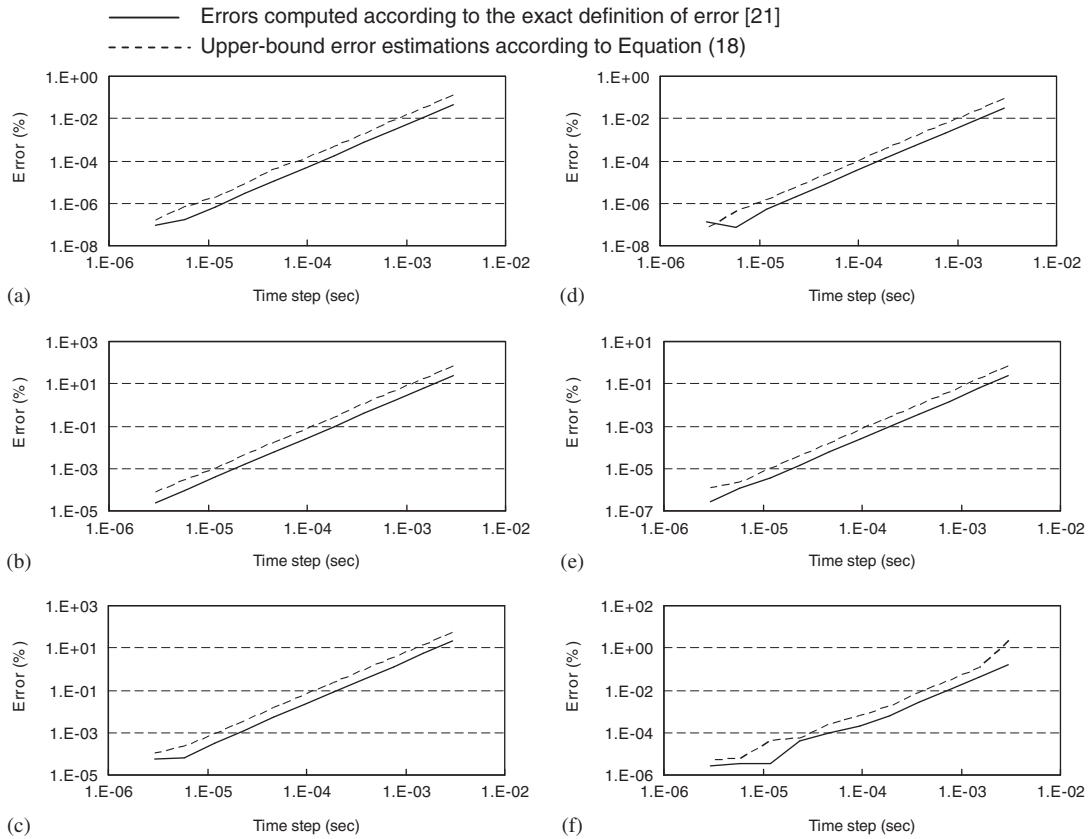 Errors computed according to the exact definition of error [21]
Upper-bound error estimations according to Equation (18)
1.E+00
1.E-02
1.E-04
1.E-06
1.E-08
Error (%)
1.E-06 1.E-05 1.E-04 1.E-03 1.E-02
Time step (sec)
(a)
1.E+00
1.E-02
1.E-04
1.E-06
1.E-08
Error (%)
1.E-06 1.E-05 1.E-04 1.E-03 1.E-02
Time step (sec)
(d)
1.E+03
1.E+01
1.E-01
1.E-03
1.E-05
Error (%)
1.E-06 1.E-05 1.E-04 1.E-03 1.E-02
Time step (sec)
(b)
1.E+01
1.E-01
1.E-03
1.E-05
1.E-07
Error (%)
1.E-06 1.E-05 1.E-04 1.E-03 1.E-02
Time step (sec)
(e)
1.E+03
1.E+01
1.E-01
1.E-03
1.E-05
Error (%)
1.E-06 1.E-05 1.E-04 1.E-03 1.E-02
Time step (sec)
(c)
1.E+02
1.E+00
1.E-02
1.E-04
1.E-06
Error (%)
1.E-06 1.E-05 1.E-04 1.E-03 1.E-02
Time step (sec)
(f)